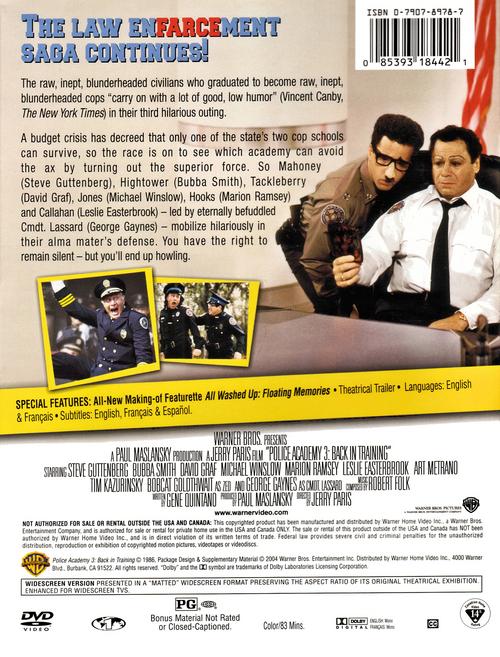 ISBN 0-7907-8978-7
0 85393 18442 1
THE LAW ENFARCEMENT
SAGA CONTINUES!
The raw, inept, blunderheaded civilians who graduated to become raw, inept,
blunderheaded cops "carry on with a lot of good, low humor" (Vincent Canby,
The New York Times) in their third hilarious outing.
A budget crisis has decreed that only one of the state's two cop schools
can survive, so the race is on to see which academy can avoid
the ax by turning out the superior force. So Mahoney
(Steve Guttenberg), Hightower (Bubba Smith), Tackleberry
(David Graf), Jones (Michael Winslow), Hooks (Marion Ramsey)
and Callahan (Leslie Easterbrook) – led by eternally befuddled
Cmdt. Lassard (George Gaynes) – mobilize hilariously in
their alma mater's defense. You have the right to
remain silent – but you'll end up howling.
SPECIAL FEATURES: All-New Making-of Featurette All Washed Up: Floating Memories • Theatrical Trailer • Languages: English
& Français • Subtitles: English, Français & Español.
WARNER BROS. PRESENTS
A PAUL MASLANSKY PRODUCTION A JERRY PARIS FILM "POLICE ACADEMY 3: BACK IN TRAINING"
STARRING STEVE GUTTENBERG BUBBA SMITH DAVID GRAF MICHAEL WINSLOW MARION RAMSEY LESLIE EASTERBROOK ART METRANO
TIM KAZURINSKY BOBCAT GOLDTHWAIT AS ZED AND GEORGE GAYNES AS CMDT. LASSARD MUSIC COMPOSED BY ROBERT FOLK
WRITTEN BY GENE QUINTANO PRODUCED BY PAUL MASLANSKY DIRECTED BY JERRY PARIS
www.warnervideo.com
WARNER BROS. PICTURES
NOT AUTHORIZED FOR SALE OR RENTAL OUTSIDE THE USA AND CANADA: This copyrighted product has been manufactured and distributed by Warner Home Video Inc., a Warner Bros.
Entertainment Company, and is authorized for sale or rental for private home use in the USA and Canada ONLY. The sale or rental of this product outside of the USA and Canada has NOT been
authorized by Warner Home Video Inc., and is in direct violation of its written terms of trade. Federal law provides severe civil and criminal penalties for the unauthorized
distribution, reproduction or exhibition of copyrighted motion pictures, videotapes or videodiscs.
Police Academy 3: Back in Training © 1986, Package Design & Supplementary Material © 2004 Warner Bros. Entertainment Inc. Distributed by Warner Home Video Inc., 4000 Warner
Blvd., Burbank, CA 91522. All rights reserved. "Dolby" and the symbol are trademarks of Dolby Laboratories Licensing Corporation.
WIDESCREEN VERSION PRESENTED IN A "MATTED" WIDESCREEN FORMAT PRESERVING THE ASPECT RATIO OF ITS ORIGINAL THEATRICAL EXHIBITION.
ENHANCED FOR WIDESCREEN TVS.
DVD
VIDEO
PG
Bonus Material Not Rated
or Closed-Captioned.
Color/83 Mins.
DOLBY
DIGITAL
ENGLISH Mono
FRANÇAIS Mono
CC
14